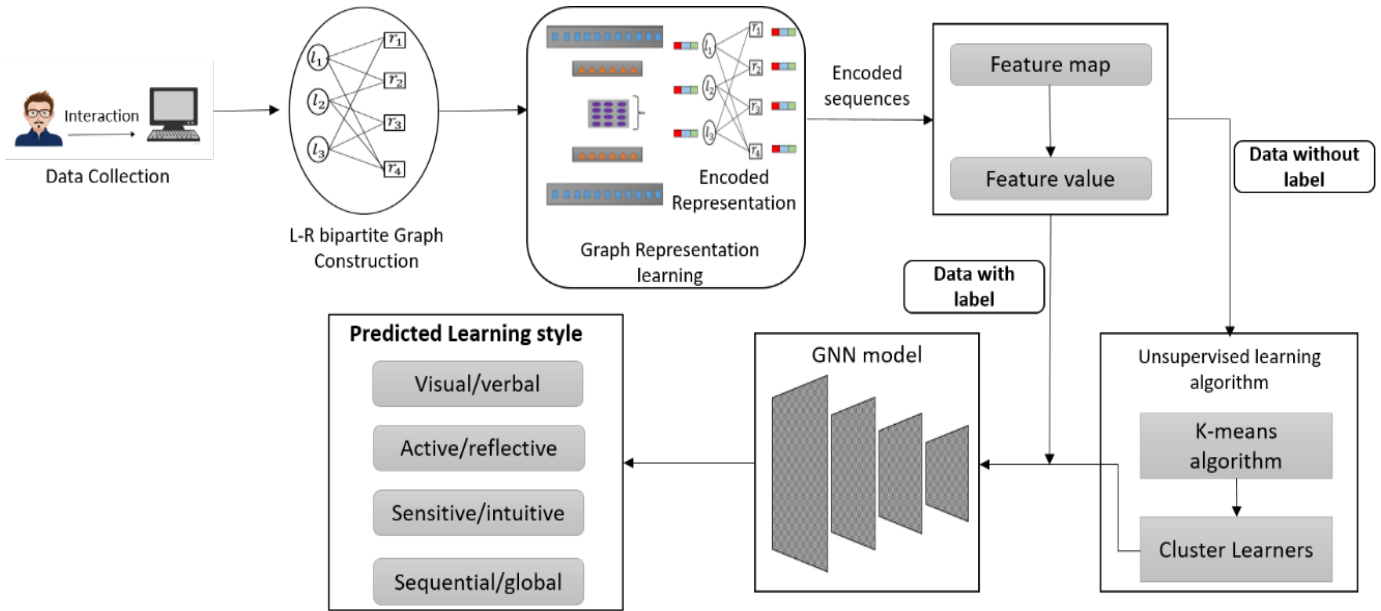 Interaction
Data Collection
l1
l2
l3
r1
r2
r3
r4
L-R bipartite Graph
Construction
l1
l2
l3
r1
r2
r3
r4
Encoded
Representation
Graph Representation
learning
Encoded
sequences
Feature map
Feature value
Data without
label
Data with
label
Predicted Learning style
Visual/verbal
Active/reflective
Sensitive/intuitive
Sequential/global
GNN model
Unsupervised learning
algorithm
K-means
algorithm
Cluster Learners